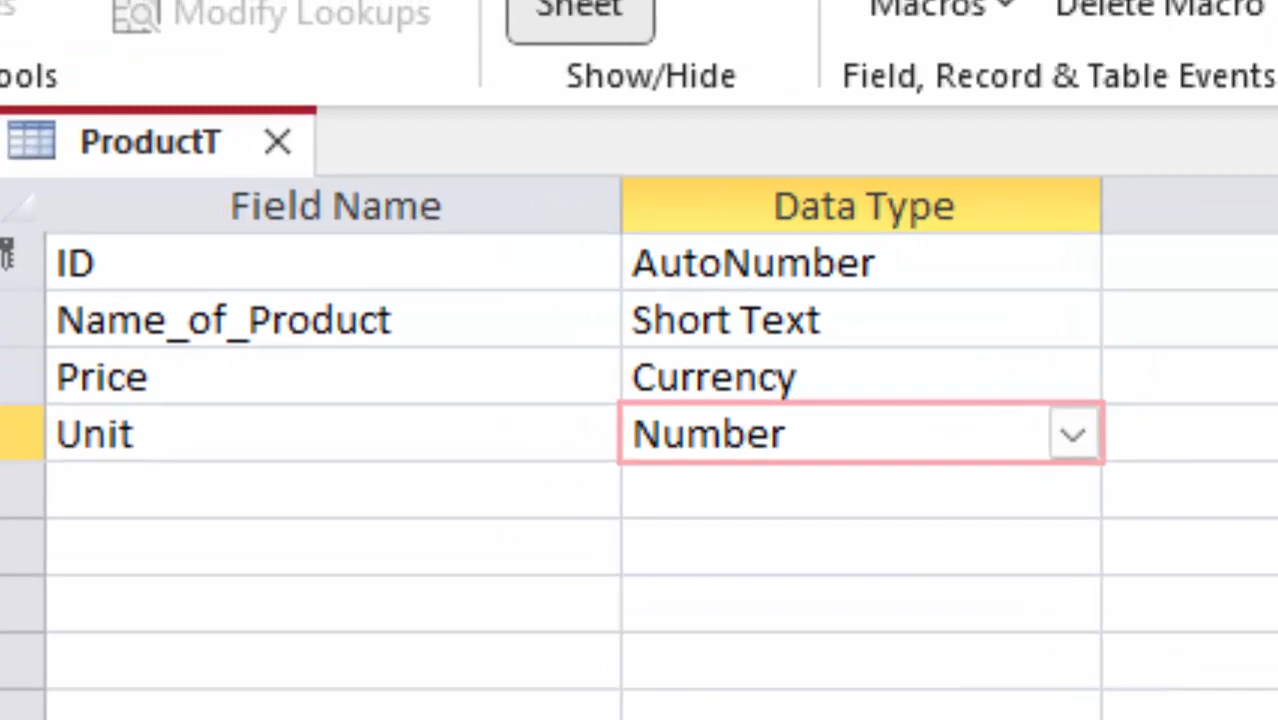 Modify Lookups
Sheet
Macros
Delete Macro
ools
Show/Hide
Field, Record & Table Events
ProductT
Field Name
Data Type
ID
AutoNumber
Name_of_Product
Short Text
Price
Currency
Unit
Number